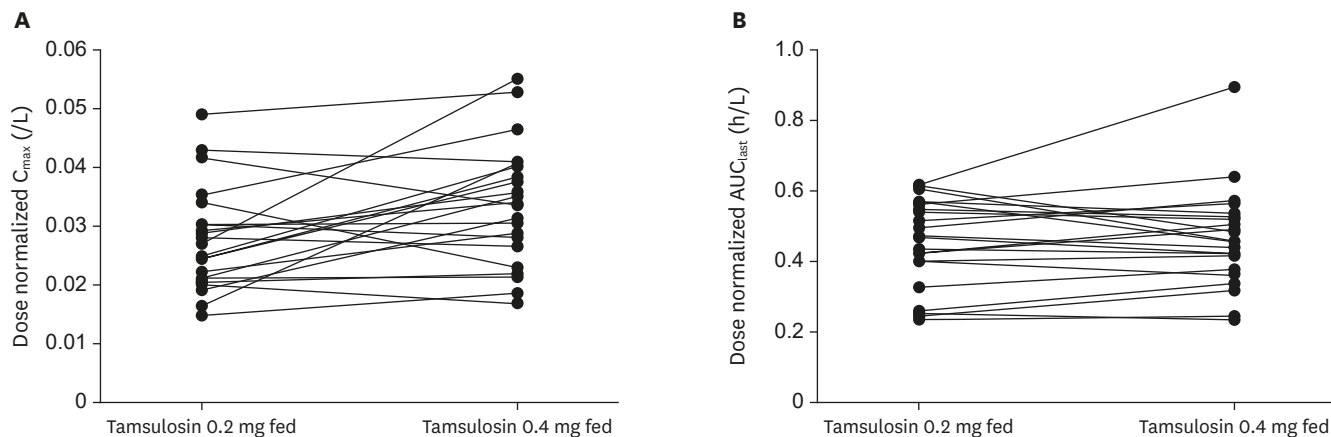 A
Dose normalized Cmax (/L)
0.06
0.05
0.04
0.03
0.02
0.01
0
Tamsulosin 0.2 mg fed
Tamsulosin 0.4 mg fed
B
Dose normalized AUClast (h/L)
1.0
0.8
0.6
0.4
0.2
0
Tamsulosin 0.2 mg fed
Tamsulosin 0.4 mg fed